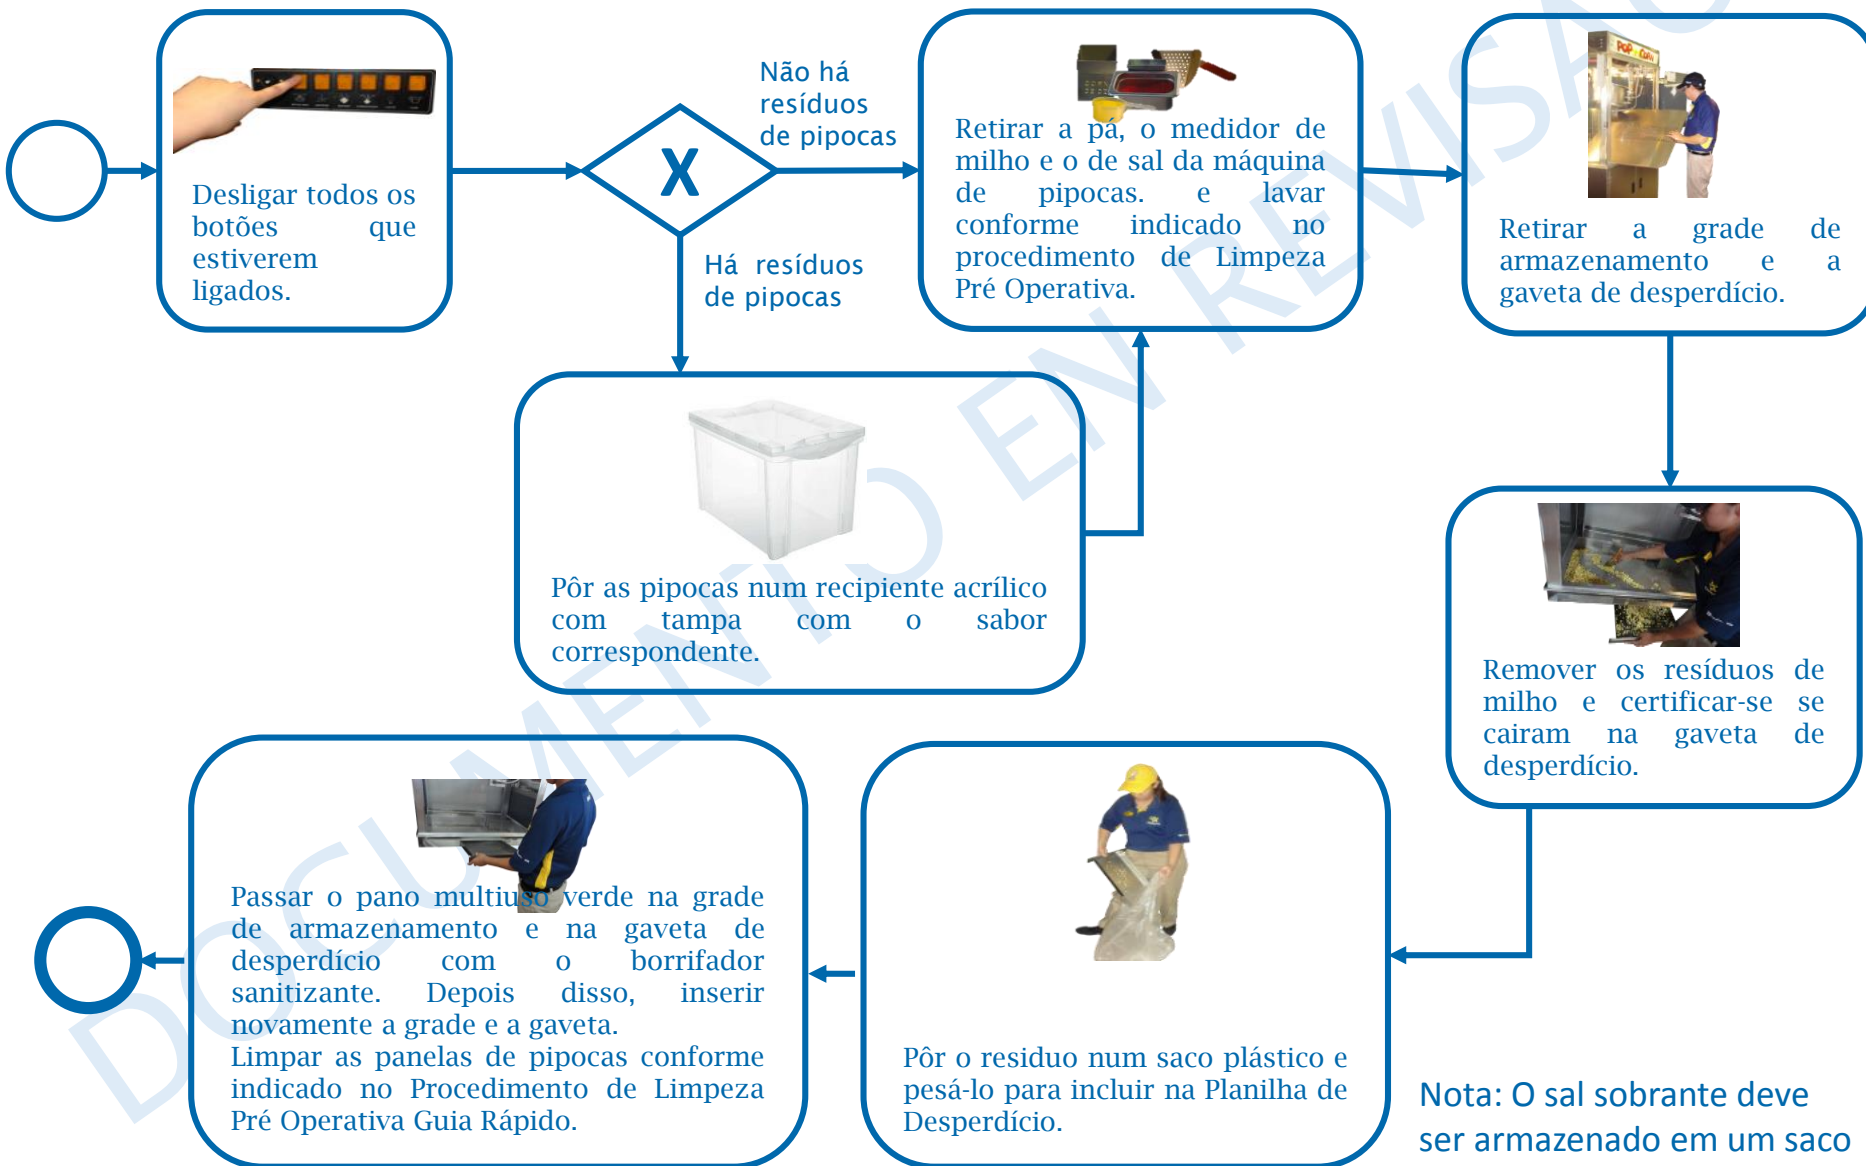 Desligar todos os
botões que
estiverem
ligados.
X
Não há
resíduos
de pipocas
Há resíduos
de pipocas
Retirar a pá, o medidor de
milho e o de sal da máquina
de pipocas. e lavar
conforme indicado no
procedimento de Limpeza
Pré Operativa.
POP CORN
Retirar a grade de
armazenamento e a
gaveta de desperdício.
Pôr as pipocas num recipiente acrílico
com tampa com o sabor
correspondente.
Remover os resíduos de
milho e certificar-se se
cairam na gaveta de
desperdício.
Pôr o residuo num saco plástico e
pesá-lo para incluir na Planilha de
Desperdício.
Passar o pano multiuso verde na grade
de armazenamento e na gaveta de
desperdício com o borrifador
sanitizante. Depois disso, inserir
novamente a grade e a gaveta.
Limpar as panelas de pipocas conforme
indicado no Procedimento de Limpeza
Pré Operativa Guia Rápido.
Nota: O sal sobrante deve
ser armazenado em um saco
DOCUMENTO EN REVISA